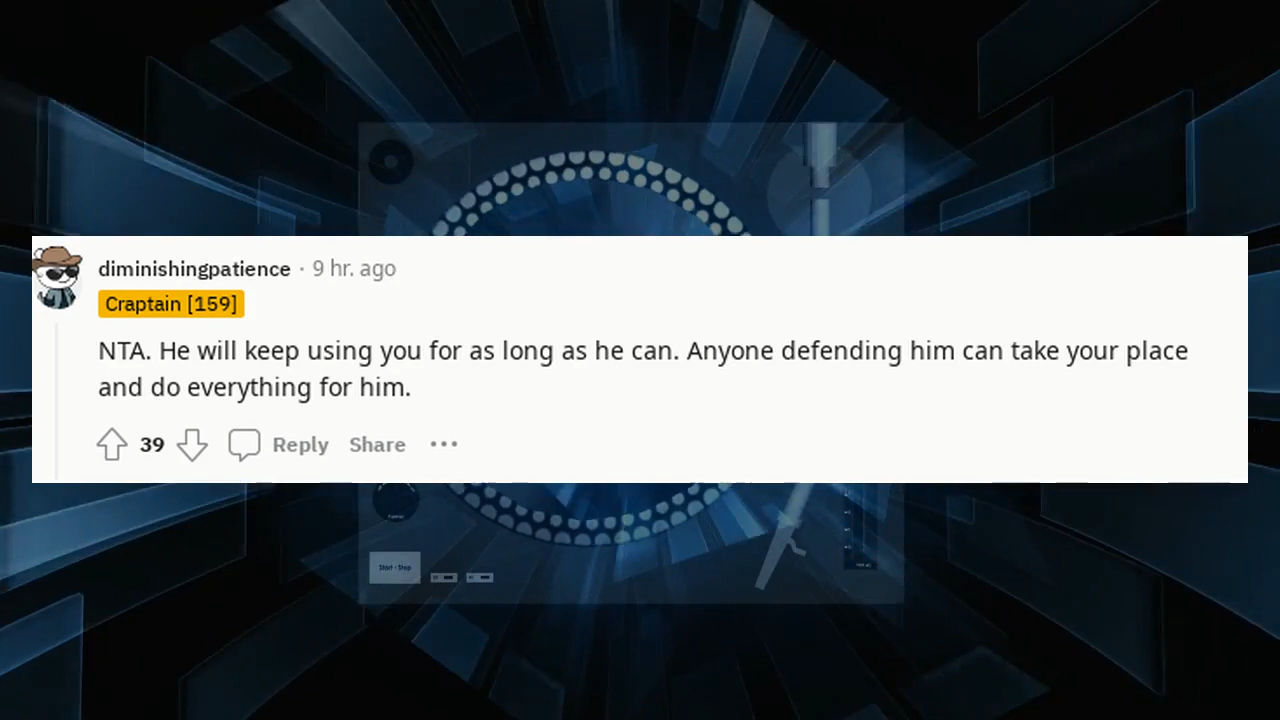 diminishingpatience · 9 hr. ago
Craptain [159]
NTA. He will keep using you for as long as he can. Anyone defending him can take your place
and do everything for him.
39 Reply Share
Start - Stop